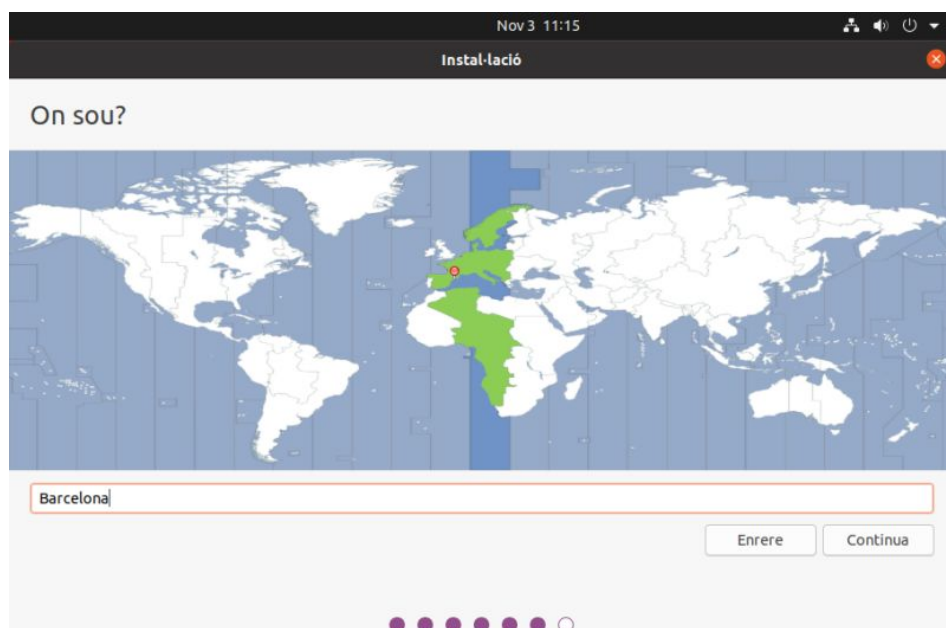 Nov 3 11:15
Instal·lació
On sou?
Barcelona
Enrere
Continua